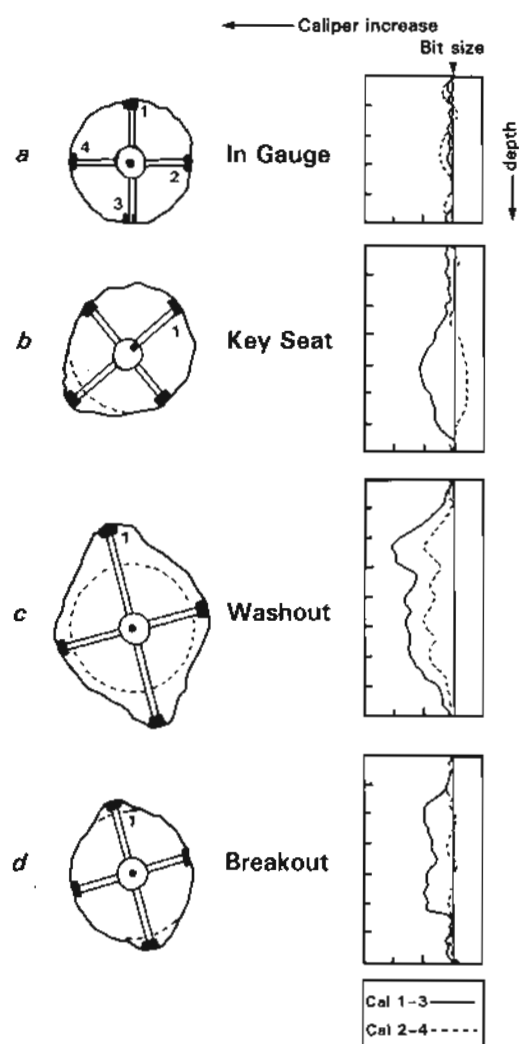 Caliper increase
Bit size
depth
a
1
4
2
3
In Gauge
b
1
Key Seat
c
1
Washout
d
1
Breakout
Cal 1-3
Cal 2-4